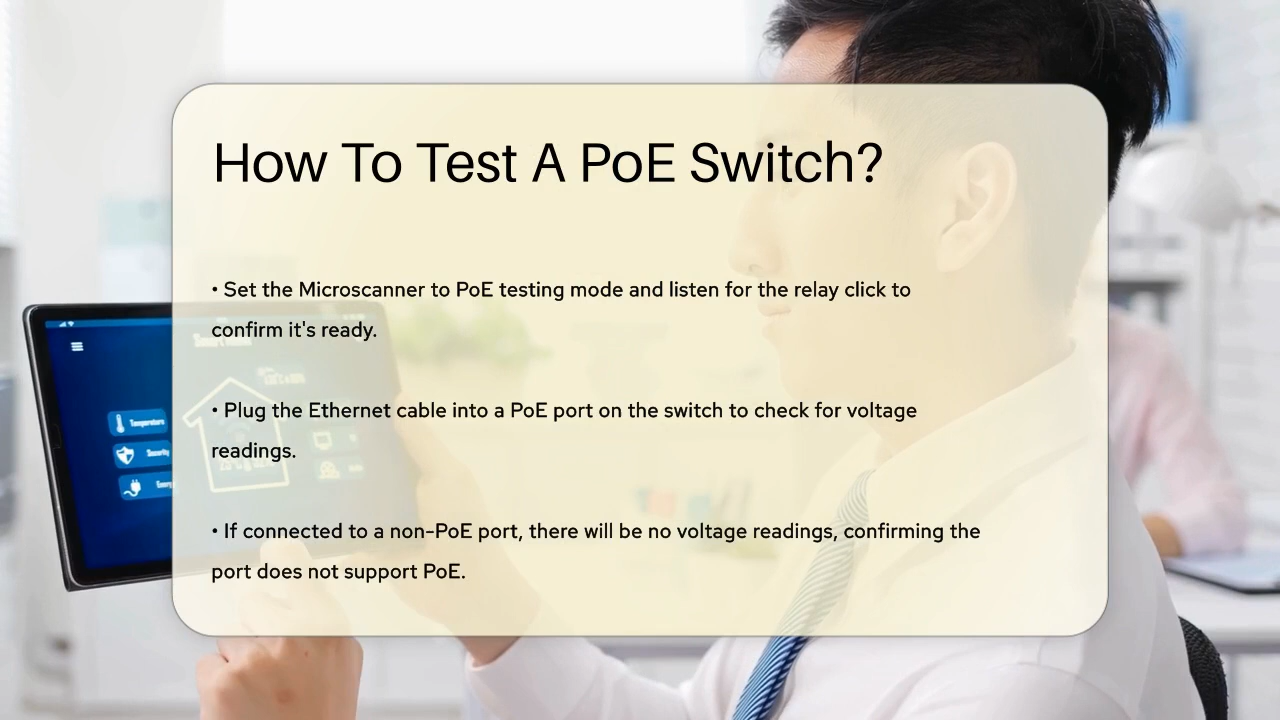 How To Test A PoE Switch?
• Set the Microscanner to PoE testing mode and listen for the relay click to
confirm it's ready.
• Plug the Ethernet cable into a PoE port on the switch to check for voltage
readings.
• If connected to a non-PoE port, there will be no voltage readings, confirming the
port does not support PoE.
Temperature
Security